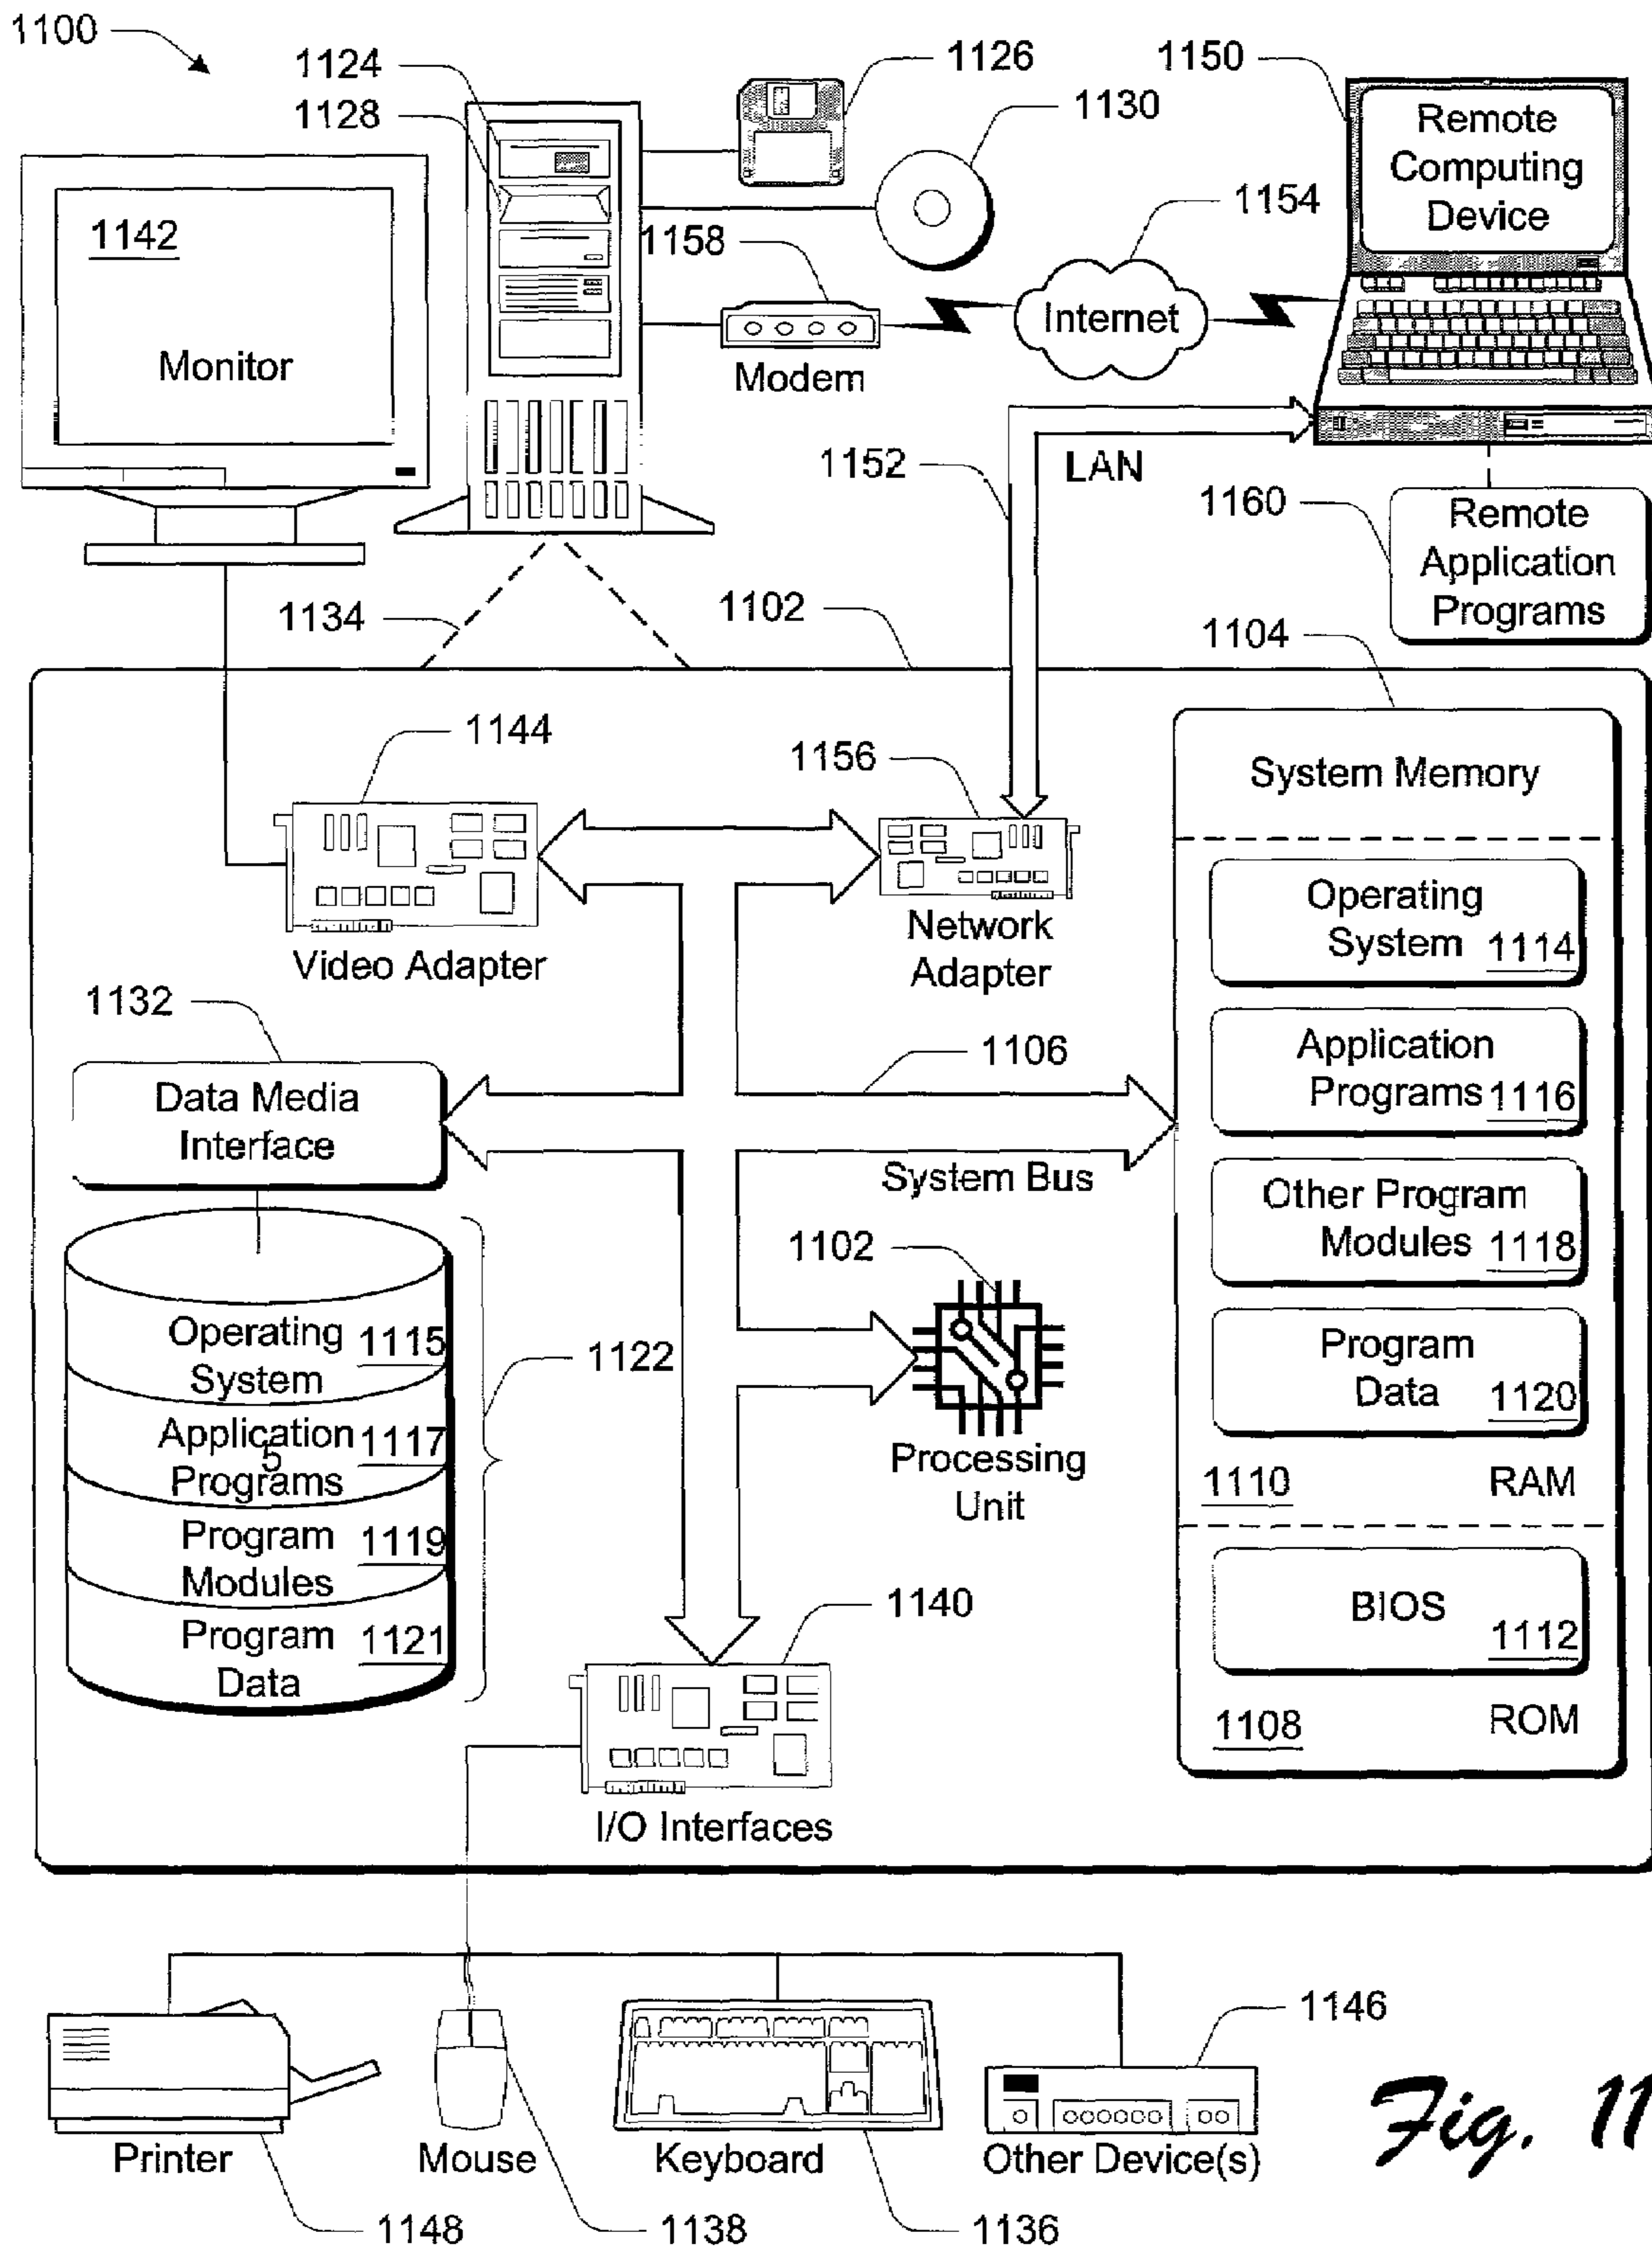 1100
1124
1128
1126
1130
1150
Remote
Computing
Device
1142
Monitor
1158
Modem
1154
Internet
1152
LAN
1160
Remote
Application
Programs
1134
1102
1104
1144
Video Adapter
1156
Network
Adapter
System Memory
Operating
System 1114
Application
Programs 1116
Other Program
Modules 1118
Program
Data 1120
1110 RAM
BIOS
1112
1108 ROM
1132
Data Media
Interface
1106
System Bus
1102
Processing
Unit
Operating 1115
System
Application 1117
5
Programs
Program 1119
Modules
Program 1121
Data
1122
1140
I/O Interfaces
Printer
1148
Mouse
1138
Keyboard
1136
1146
Other Device(s)
Fig. 11